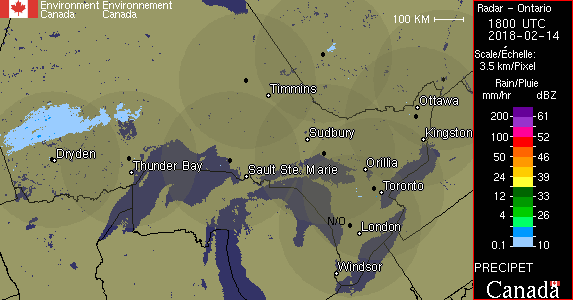 Environment Environnement
Canada Canada
100 KM
Timmins
Ottawa
Sudbury
Kingston
Dryden
Thunder Bay
Sault Ste. Marie
Orillia
Toronto
N/O
London
Windsor
Radar - Ontario
1800 UTC
2018-02-14
Scale/Échelle:
3.5 km/Pixel
Rain/Pluie
mm/hr dBZ
200 61
100 52
50 46
24 39
12 33
4 26
0.1 10
PRECIPET
Canada